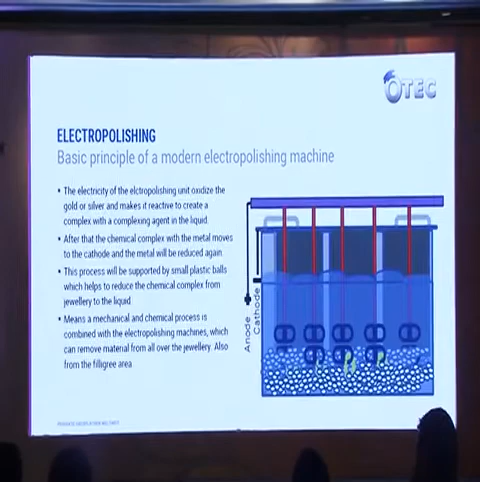 OTEC
ELECTROPOLISHING
Basic principle of a modern electropolishing machine
• The electricity of the elctropolishing unit oxidize the
gold or silver and makes it reactive to create a
complex with a complexing agent in the liquid.
• After that the chemical complex with the metal moves
to the cathode and the metal will be reduced again.
• This process will be supported by small plastic balls
which helps to reduce the chemical complex from
jewellery to the liquid
• Means a mechanical and chemical process is
combined with the electropolishing machines, which
can remove material from all over the jewellery. Also
from the filligree area
Anode
Cathode